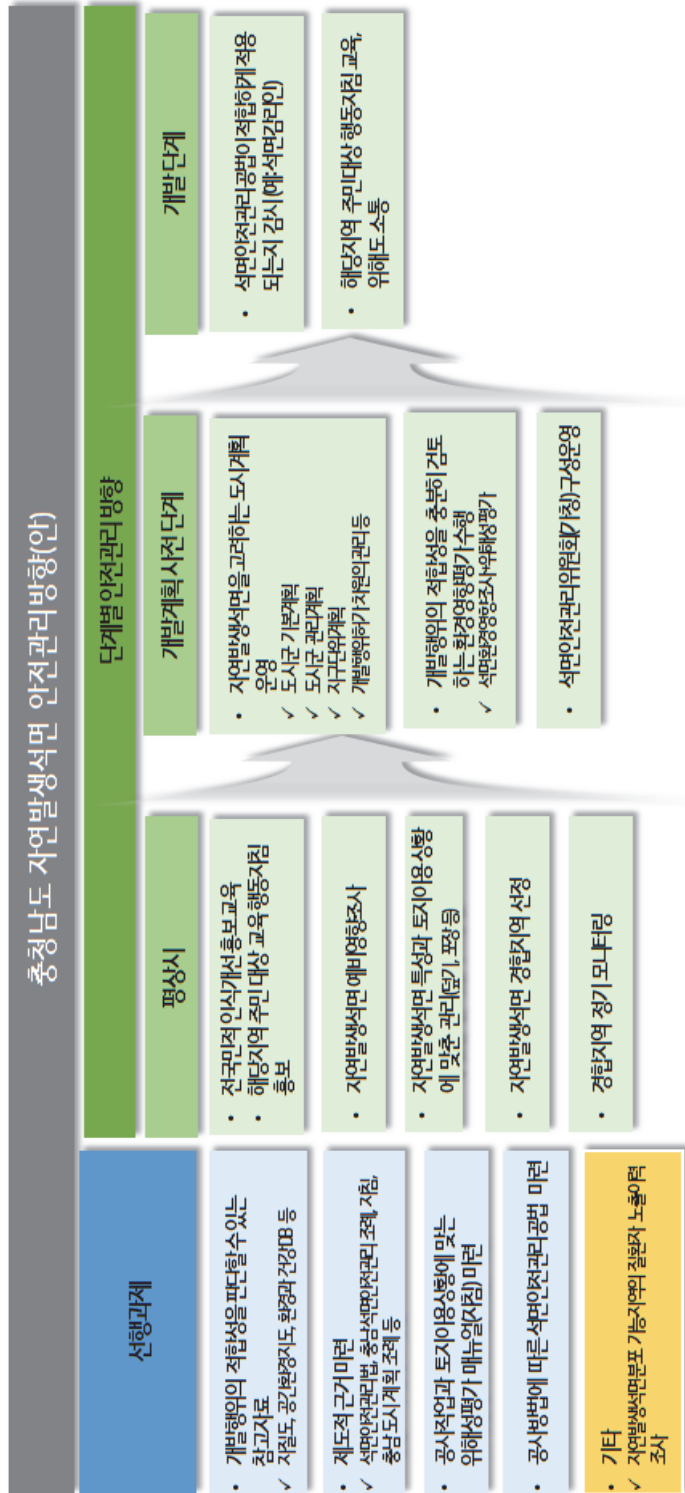 충청남도 자연발생석면 안전관리방향(안)
선행과제
• 개발행위의 적합성을 판단할 수 있는
참고자료
✓ 지질도, 공간환경지도, 환경과 건강DB 등
• 제도적 근거 마련
✓ 석면안전관리법, 충남석면안전관리 조례, 지침,
충남 도시계획 조례 등
• 공사작업과 토지이용상황에 맞는
위해성평가 매뉴얼(지침) 마련
• 공사방법에 따른 석면안전관리공법 마련
• 기타
✓ 자연발생석면분포 가능지역의 질환자 노출이력
조사
단계별 안전관리 방향
평상시
• 전국민적 인식개선 홍보 교육
• 해당지역 주민 대상 교육 행동지침
홍보
• 자연발생석면 예비영향조사
• 자연발생석면 특성과 토지이용 상황
에 맞춘 관리(덮기, 포장 등)
• 자연발생석면 경합지역 선정
• 경합지역 정기 모니터링
개발계획 사전 단계
• 자연발생석면을 고려하는 도시계획
운영
✓ 도시군 기본계획
✓ 도시군 관리계획
✓ 지구단위계획
✓ 개발행위허가 차원의 관리 등
• 개발행위의 적합성을 충분히 검토
하는 환경영향평가 수행
✓ 석면환경영향조사+위해성평가
• 석면안전관리위원회(가칭) 구성운영
개발 단계
• 석면안전관리공법이 적합하게 적용
되는지 감시 (예:석면감리인)
• 해당지역 주민대상 행동지침 교육,
위해도 소통